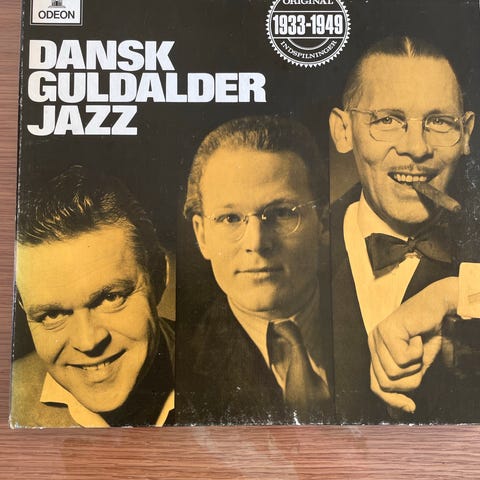 ODEON
DANSK
GULDALDER
JAZZ
ORIGINAL
1933-1949
INDSPILNINGER